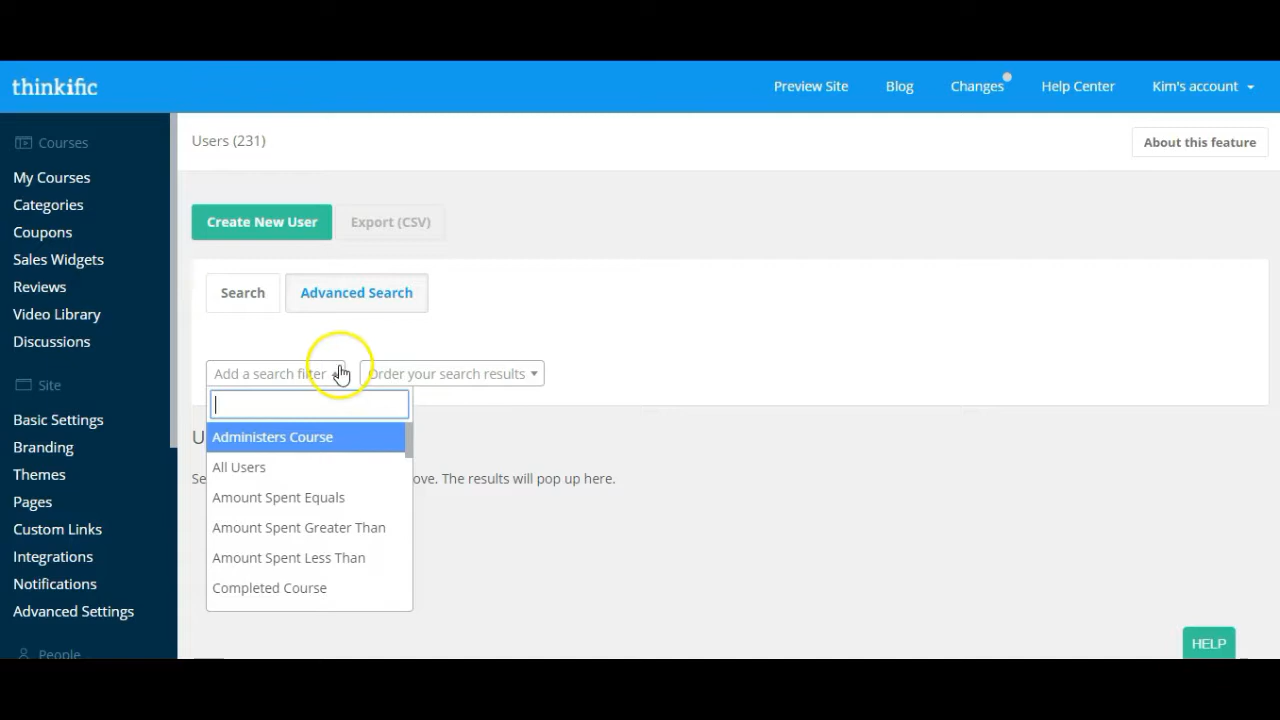 thinkific
Preview Site
Blog
Changes
Help Center
Kim's account
Courses
My Courses
Categories
Coupons
Sales Widgets
Reviews
Video Library
Discussions
Site
Basic Settings
Branding
Themes
Pages
Custom Links
Integrations
Notifications
Advanced Settings
People
Users (231)
About this feature
Create New User
Export (CSV)
Search
Advanced Search
Add a search filter
Order your search results
Administers Course
All Users
Amount Spent Equals
Amount Spent Greater Than
Amount Spent Less Than
Completed Course
U
Se
ove. The results will pop up here.
HELP